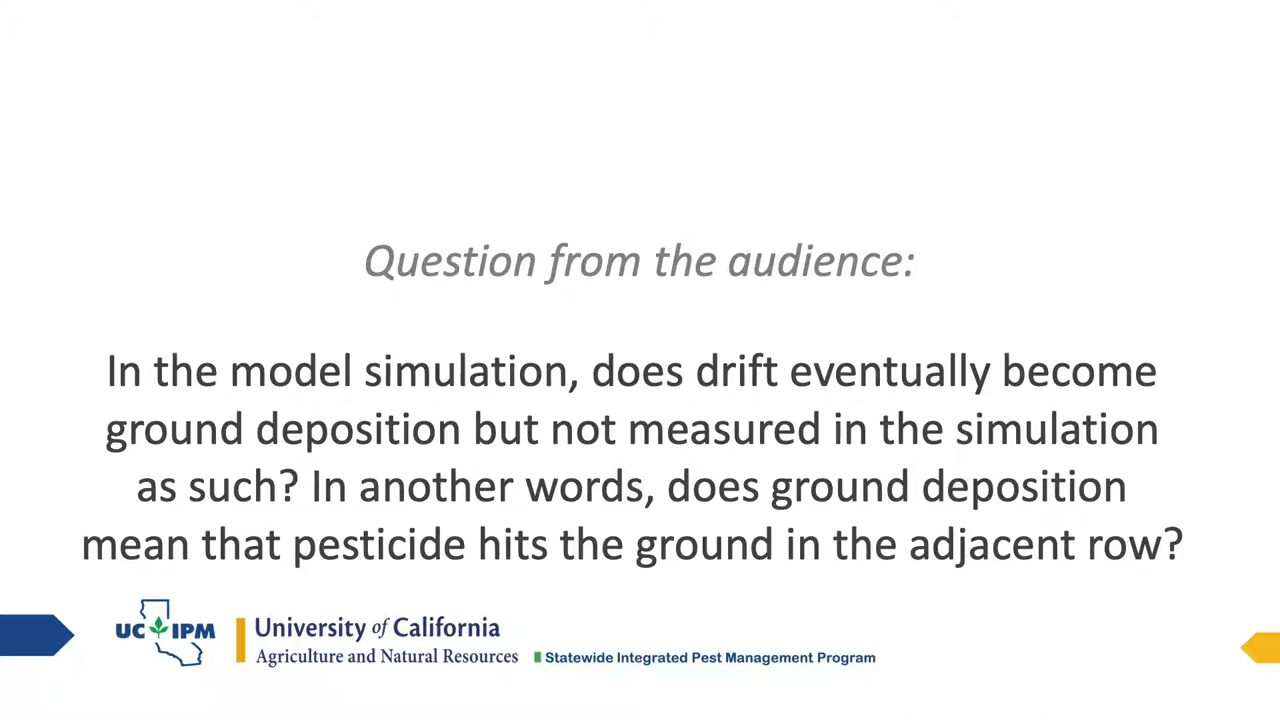 Question from the audience:
In the model simulation, does drift eventually become
ground deposition but not measured in the simulation
as such? In another words, does ground deposition
mean that pesticide hits the ground in the adjacent row?
UC IPM
University of California
Agriculture and Natural Resources
Statewide Integrated Pest Management Program